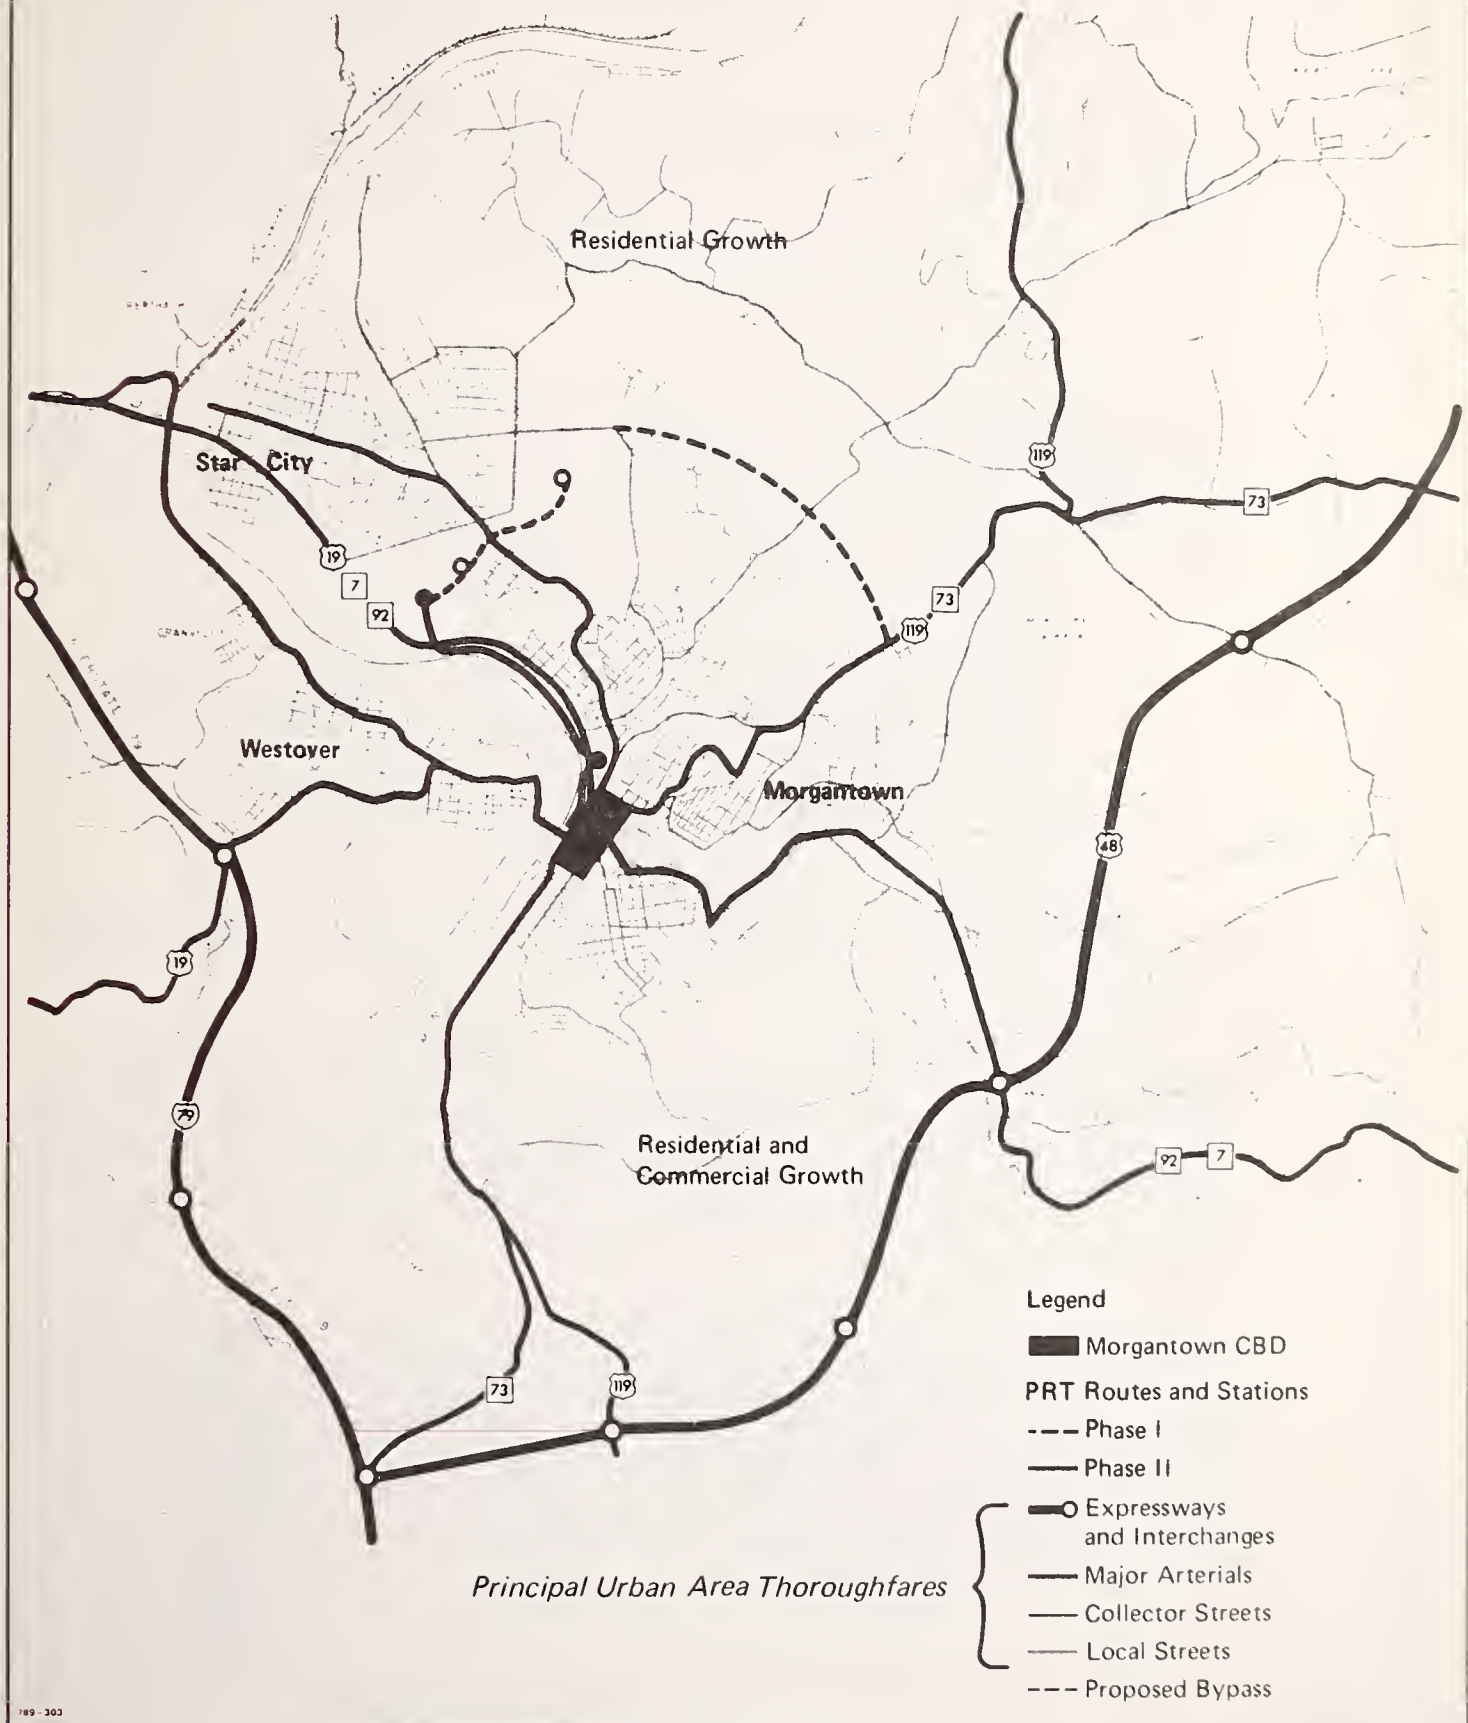 Residential Growth
Star City
119
73
19
7
92
73
119
Westover
Morgantown
48
19
79
Residential and
Commercial Growth
92
7
73
119
Legend
Morgantown CBD
PRT Routes and Stations
Phase I
Phase II
Expressways
and Interchanges
Major Arterials
Collector Streets
Local Streets
Proposed Bypass
Principal Urban Area Thoroughfares
789-303